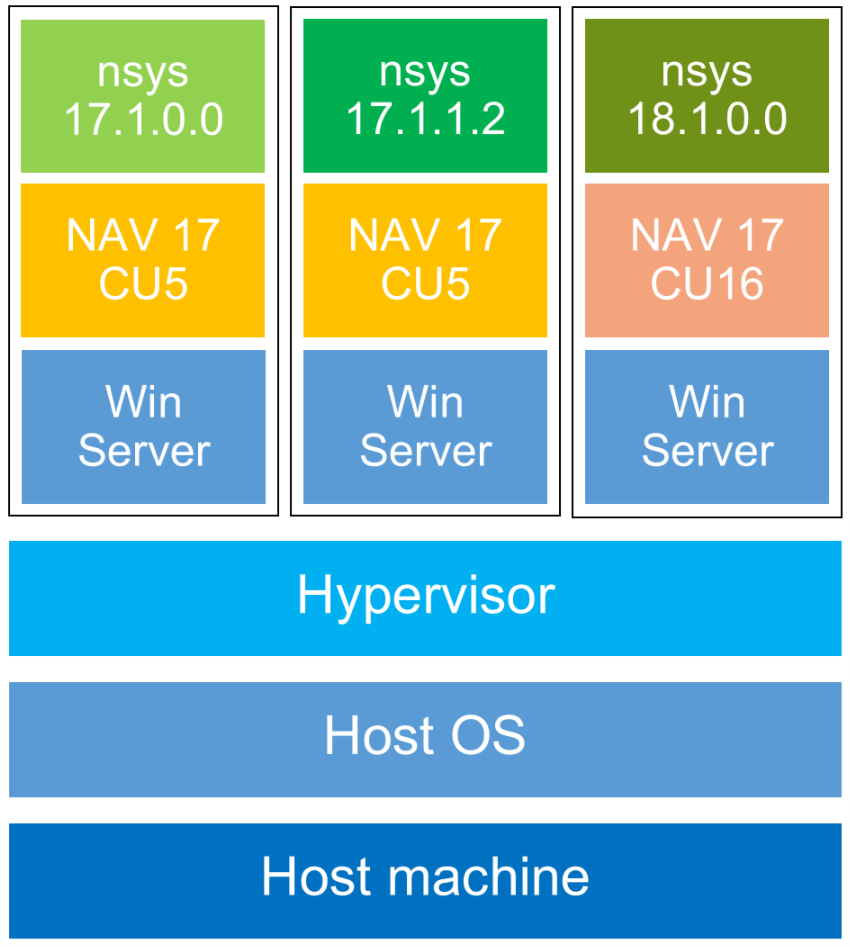 nsys
17.1.0.0
nsys
17.1.1.2
nsys
18.1.0.0
NAV 17
CU5
NAV 17
CU5
NAV 17
CU16
Win
Server
Win
Server
Win
Server
Hypervisor
Host OS
Host machine